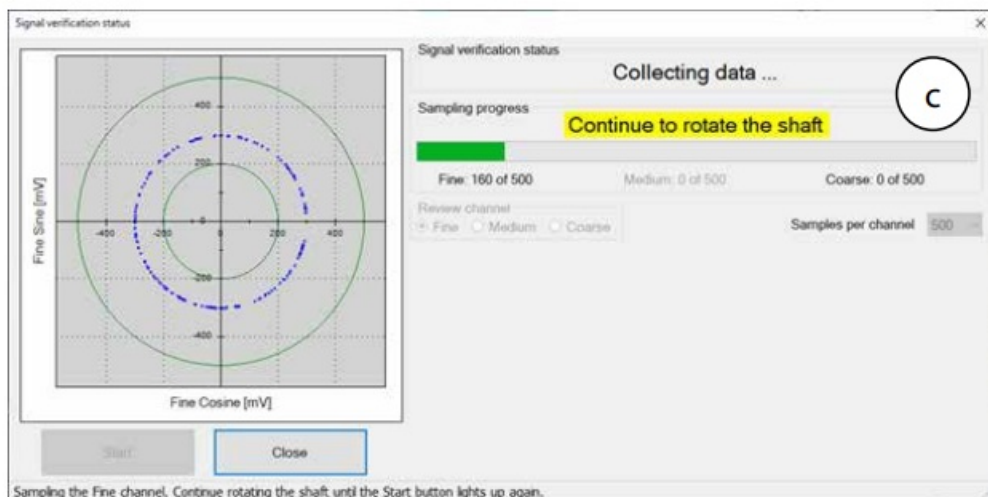 Signal verification status
400
200
-400
-200
0
200
400
-200
-400
Fine Sine [mV]
Fine Cosine [mV]
Start
Close
Signal verification status
Collecting data ...
C
Sampling progress
Continue to rotate the shaft
Fine: 160 of 500 Medium: 0 of 500 Coarse: 0 of 500
Review channel
Fine Medium Coarse
Samples per channel 500
Sampling the Fine channel. Continue rotating the shaft until the Start button lights up again.